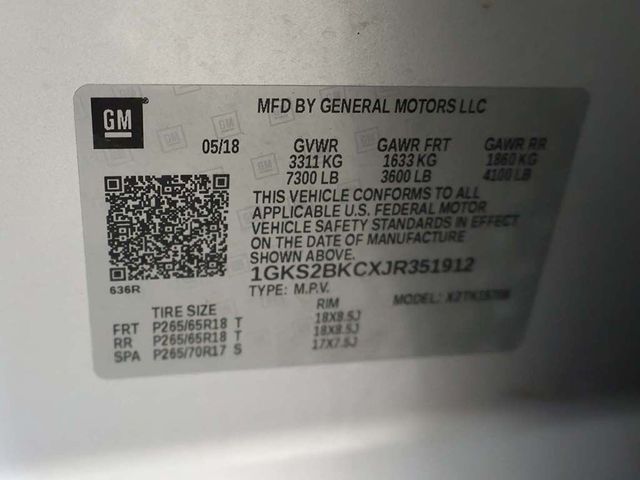 GM
MFD BY GENERAL MOTORS LLC
05/18 GVWR GAWR FRT GAWR RR
3311 KG 1633 KG 1860 KG
7300 LB 3600 LB 4100 LB
THIS VEHICLE CONFORMS TO ALL
APPLICABLE U.S. FEDERAL MOTOR
VEHICLE SAFETY STANDARDS IN EFFECT
ON THE DATE OF MANUFACTURE
SHOWN ABOVE.
1GKS2BKCXJR351912
636R
TYPE: M.P.V. MODEL:
TIRE SIZE RIM
FRT P265/65R18 T 18X8.5J
RR P265/65R18 T 18X8.5J
SPA P265/70R17 S 17X7.5J